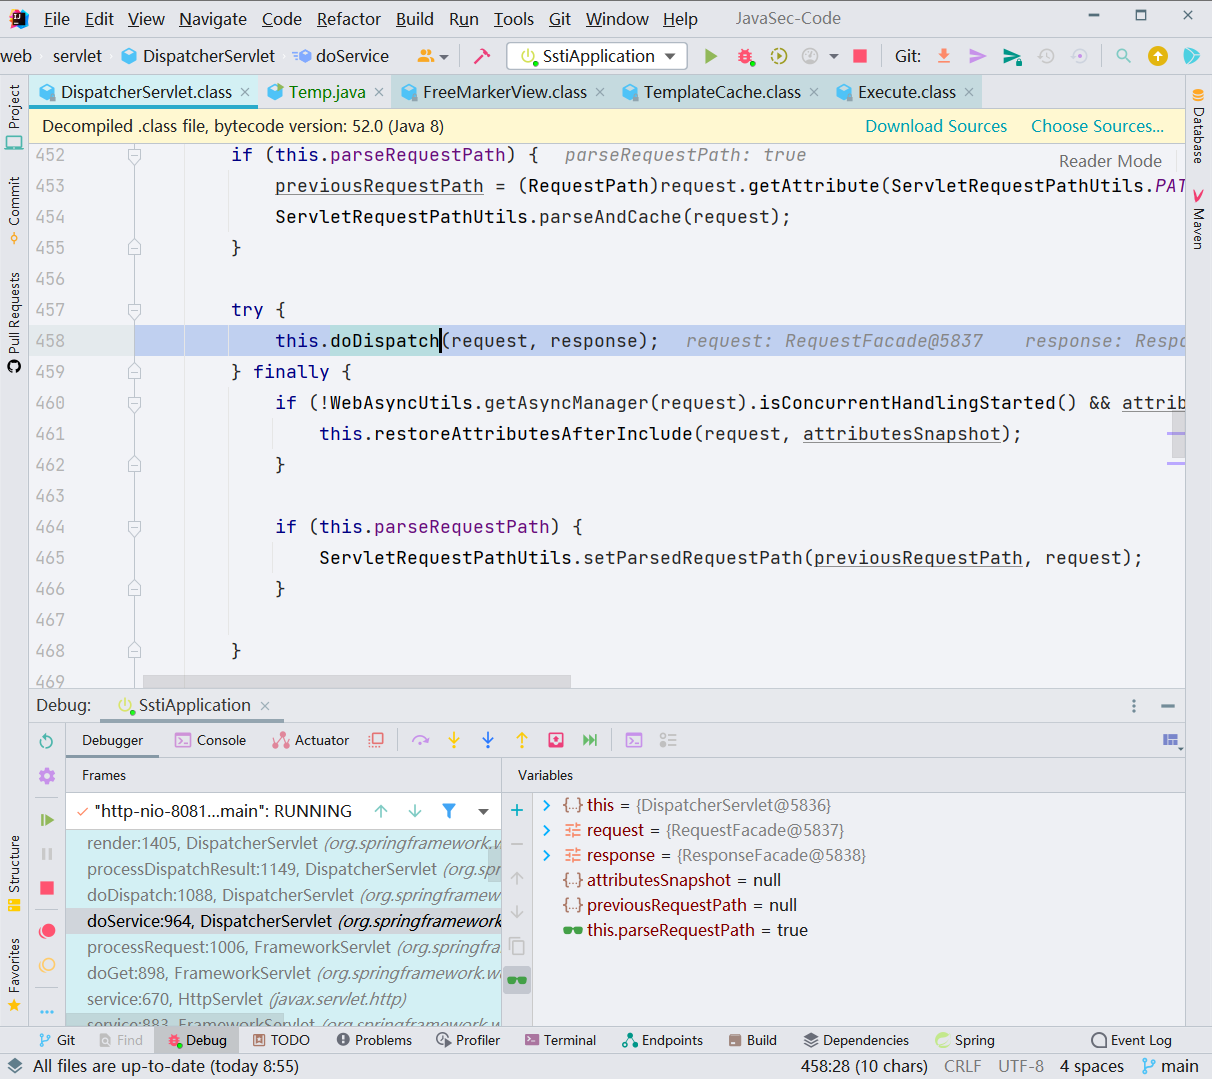 File Edit View Navigate Code Refactor Build Run Tools Git Window Help JavaSec-Code
web servlet DispatcherServlet doService SstiApplication Git:
DispatcherServlet.class Temp.java FreeMarkerView.class TemplateCache.class Execute.class
Decompiled .class file, bytecode version: 52.0 (Java 8) Download Sources Choose Sources...
Reader Mode
452 if (this.parseRequestPath) { parseRequestPath: true
453 previousRequestPath = (RequestPath)request.getAttribute(ServletRequestPathUtils.PAT
454 ServletRequestPathUtils.parseAndCache(request);
455 }
456
457 try {
458 this.doDispatch(request, response); request: RequestFacade@5837 response: Respo
459 } finally {
460 if (!WebAsyncUtils.getAsyncManager(request).isConcurrentHandlingStarted() && attrib
461 this.restoreAttributesAfterInclude(request, attributesSnapshot);
462 }
463
464 if (this.parseRequestPath) {
465 ServletRequestPathUtils.setParsedRequestPath(previousRequestPath, request);
466 }
467
468 }
469
Project
Commit
Pull Requests
Structure
Favorites
Database
Maven
Debug: SstiApplication
Debugger Console Actuator
Frames Variables
"http-nio-8081...main": RUNNING
render:1405, DispatcherServlet (org.springframework.w
processDispatchResult:1149, DispatcherServlet (org.sp
doDispatch:1088, DispatcherServlet (org.springframew
doService:964, DispatcherServlet (org.springframework
processRequest:1006, FrameworkServlet (org.springfra
doGet:898, FrameworkServlet (org.springframework.w
service:670, HttpServlet (javax.servlet.http)
service:883, FrameworkServlet (org.springframework.w
this = {DispatcherServlet@5836}
request = {RequestFacade@5837}
response = {ResponseFacade@5838}
attributesSnapshot = null
previousRequestPath = null
this.parseRequestPath = true
Git Find Debug TODO Problems Profiler Terminal Endpoints Build Dependencies Spring Event Log
All files are up-to-date (today 8:55) 458:28 (10 chars) CRLF UTF-8 4 spaces main